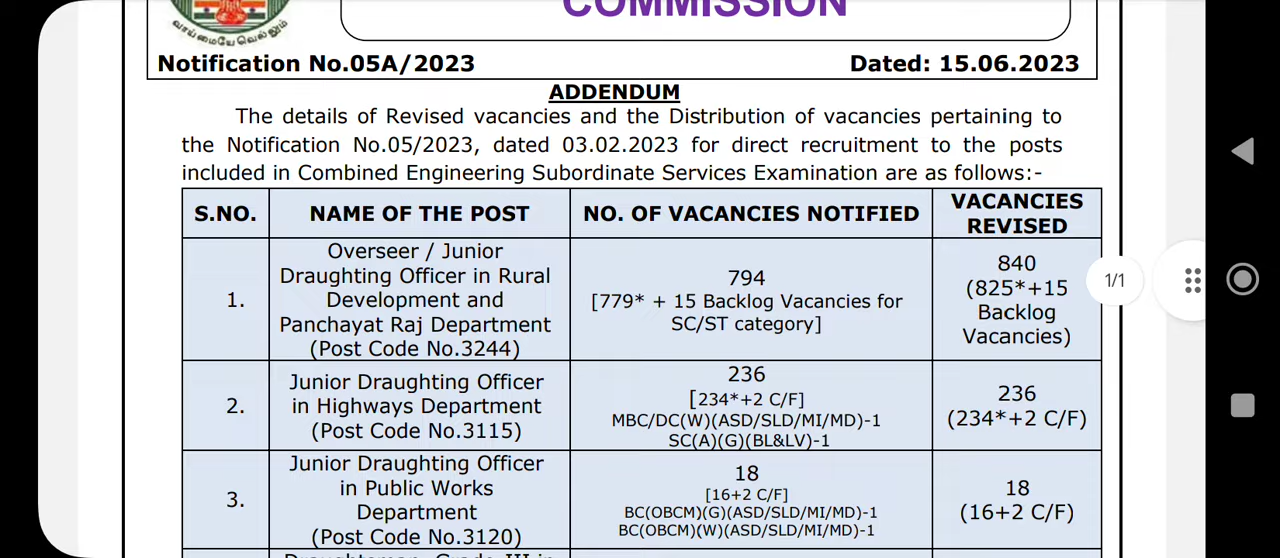 COMMISSION
வாய்மையே வெல்லும்
Notification No.05A/2023 Dated: 15.06.2023
ADDENDUM
The details of Revised vacancies and the Distribution of vacancies pertaining to
the Notification No.05/2023, dated 03.02.2023 for direct recruitment to the posts
included in Combined Engineering Subordinate Services Examination are as follows:-
S.NO. NAME OF THE POST NO. OF VACANCIES NOTIFIED VACANCIES
REVISED
1.
Overseer / Junior
Draughting Officer in Rural
Development and
Panchayat Raj Department
(Post Code No.3244)
794
[779* + 15 Backlog Vacancies for
SC/ST category]
840
(825*+15
Backlog
Vacancies)
1/1
2.
Junior Draughting Officer
in Highways Department
(Post Code No.3115)
236
[234*+2 C/F]
MBC/DC(W)(ASD/SLD/MI/MD)-1
SC(A)(G)(BL&LV)-1
236
(234*+2 C/F)
3.
Junior Draughting Officer
in Public Works
Department
(Post Code No.3120)
18
[16+2 C/F]
BC(OBCM)(G)(ASD/SLD/MI/MD)-1
BC(OBCM)(W)(ASD/SLD/MI/MD)-1
18
(16+2 C/F)
Draughtsman, Grade III in